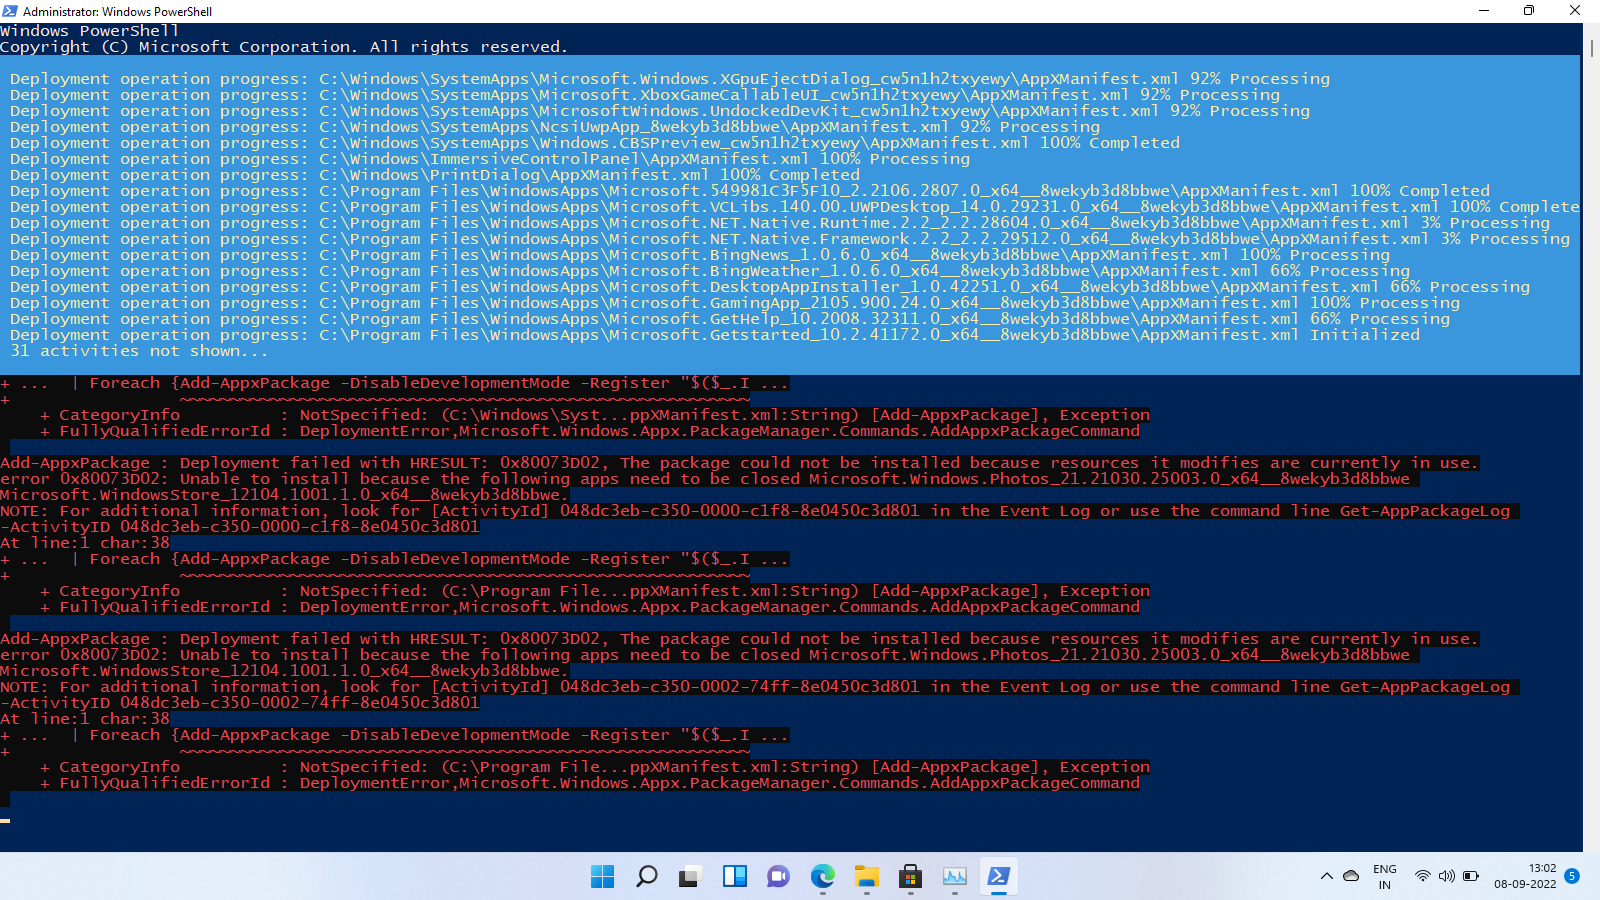 Administrator: Windows PowerShell
Windows PowerShell
Copyright (C) Microsoft Corporation. All rights reserved.
Deployment operation progress: C:\Windows\SystemApps\Microsoft.Windows.XGpuEjectDialog_cw5n1h2txyewy\AppXManifest.xml 92% Processing
Deployment operation progress: C:\Windows\SystemApps\Microsoft.XboxGameCallableUI_cw5n1h2txyewy\AppXManifest.xml 92% Processing
Deployment operation progress: C:\Windows\SystemApps\MicrosoftWindows.UndockedDevKit_cw5n1h2txyewy\AppXManifest.xml 92% Processing
Deployment operation progress: C:\Windows\SystemApps\NcsiUwpApp_8wekyb3d8bbwe\AppXManifest.xml 92% Processing
Deployment operation progress: C:\Windows\SystemApps\Windows.CBSPreview_cw5n1h2txyewy\AppXManifest.xml 100% Completed
Deployment operation progress: C:\Windows\ImmersiveControlPanel\AppXManifest.xml 100% Processing
Deployment operation progress: C:\Windows\PrintDialog\AppXManifest.xml 100% Completed
Deployment operation progress: C:\Program Files\WindowsApps\Microsoft.549981C3F5F10_2.2106.2807.0_x64__8wekyb3d8bbwe\AppXManifest.xml 100% Completed
Deployment operation progress: C:\Program Files\WindowsApps\Microsoft.VCLibs.140.00.UWPDesktop_14.0.29231.0_x64__8wekyb3d8bbwe\AppXManifest.xml 100% Complete
Deployment operation progress: C:\Program Files\WindowsApps\Microsoft.NET.Native.Runtime.2.2_2.2.28604.0_x64__8wekyb3d8bbwe\AppXManifest.xml 3% Processing
Deployment operation progress: C:\Program Files\WindowsApps\Microsoft.NET.Native.Framework.2.2_2.2.29512.0_x64__8wekyb3d8bbwe\AppXManifest.xml 3% Processing
Deployment operation progress: C:\Program Files\WindowsApps\Microsoft.BingNews_1.0.6.0_x64__8wekyb3d8bbwe\AppXManifest.xml 100% Processing
Deployment operation progress: C:\Program Files\WindowsApps\Microsoft.BingWeather_1.0.6.0_x64__8wekyb3d8bbwe\AppXManifest.xml 66% Processing
Deployment operation progress: C:\Program Files\WindowsApps\Microsoft.DesktopAppInstaller_1.0.42251.0_x64__8wekyb3d8bbwe\AppXManifest.xml 66% Processing
Deployment operation progress: C:\Program Files\WindowsApps\Microsoft.GamingApp_2105.900.24.0_x64__8wekyb3d8bbwe\AppXManifest.xml 100% Processing
Deployment operation progress: C:\Program Files\WindowsApps\Microsoft.GetHelp_10.2008.32311.0_x64__8wekyb3d8bbwe\AppXManifest.xml 66% Processing
Deployment operation progress: C:\Program Files\WindowsApps\Microsoft.Getstarted_10.2.41172.0_x64__8wekyb3d8bbwe\AppXManifest.xml Initialized
31 activities not shown...
+ ...  | Foreach {Add-AppxPackage -DisableDevelopmentMode -Register "$($_.I ...
+                 ~~~~~~~~~~~~~~~~~~~~~~~~~~~~~~~~~~~~~~~~~~~~~~~~~~~~~~~~~
+ CategoryInfo          : NotSpecified: (C:\Windows\Syst...ppXManifest.xml:String) [Add-AppxPackage], Exception
+ FullyQualifiedErrorId : DeploymentError,Microsoft.Windows.Appx.PackageManager.Commands.AddAppxPackageCommand
Add-AppxPackage : Deployment failed with HRESULT: 0x80073D02, The package could not be installed because resources it modifies are currently in use.
error 0x80073D02: Unable to install because the following apps need to be closed Microsoft.Windows.Photos_21.21030.25003.0_x64__8wekyb3d8bbwe
Microsoft.WindowsStore_12104.1001.1.0_x64__8wekyb3d8bbwe.
NOTE: For additional information, look for [ActivityId] 048dc3eb-c350-0000-c1f8-8e0450c3d801 in the Event Log or use the command line Get-AppPackageLog
-ActivityID 048dc3eb-c350-0000-c1f8-8e0450c3d801
At line:1 char:38
+ ...  | Foreach {Add-AppxPackage -DisableDevelopmentMode -Register "$($_.I ...
+                 ~~~~~~~~~~~~~~~~~~~~~~~~~~~~~~~~~~~~~~~~~~~~~~~~~~~~~~~~~
+ CategoryInfo          : NotSpecified: (C:\Program File...ppXManifest.xml:String) [Add-AppxPackage], Exception
+ FullyQualifiedErrorId : DeploymentError,Microsoft.Windows.Appx.PackageManager.Commands.AddAppxPackageCommand
Add-AppxPackage : Deployment failed with HRESULT: 0x80073D02, The package could not be installed because resources it modifies are currently in use.
error 0x80073D02: Unable to install because the following apps need to be closed Microsoft.Windows.Photos_21.21030.25003.0_x64__8wekyb3d8bbwe
Microsoft.WindowsStore_12104.1001.1.0_x64__8wekyb3d8bbwe.
NOTE: For additional information, look for [ActivityId] 048dc3eb-c350-0002-74ff-8e0450c3d801 in the Event Log or use the command line Get-AppPackageLog
-ActivityID 048dc3eb-c350-0002-74ff-8e0450c3d801
At line:1 char:38
+ ...  | Foreach {Add-AppxPackage -DisableDevelopmentMode -Register "$($_.I ...
+                 ~~~~~~~~~~~~~~~~~~~~~~~~~~~~~~~~~~~~~~~~~~~~~~~~~~~~~~~~~
+ CategoryInfo          : NotSpecified: (C:\Program File...ppXManifest.xml:String) [Add-AppxPackage], Exception
+ FullyQualifiedErrorId : DeploymentError,Microsoft.Windows.Appx.PackageManager.Commands.AddAppxPackageCommand
ENG
IN
13:02
08-09-2022
5